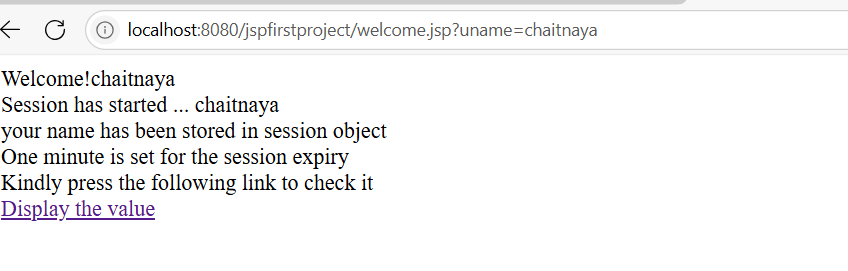 localhost:8080/jspfirstproject/welcome.jsp?uname=chaitnaya
Welcome!chaitnaya
Session has started ... chaitnaya
your name has been stored in session object
One minute is set for the session expiry
Kindly press the following link to check it
Display the value